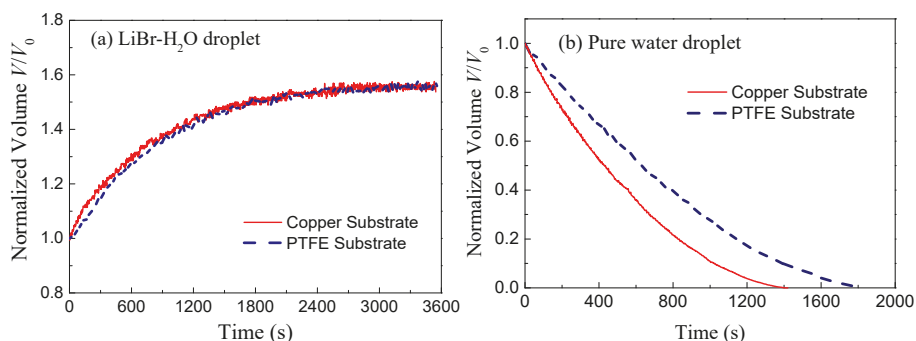 (a) LiBr-H₂O droplet
Normalized Volume V/V₀
1.8
1.6
1.4
1.2
1.0
0.8
Copper Substrate
PTFE Substrate
0 600 1200 1800 2400 3000 3600
Time (s)
(b) Pure water droplet
Normalized Volume V/V₀
1.0
0.8
0.6
0.4
0.2
0.0
Copper Substrate
PTFE Substrate
0 400 800 1200 1600 2000
Time (s)